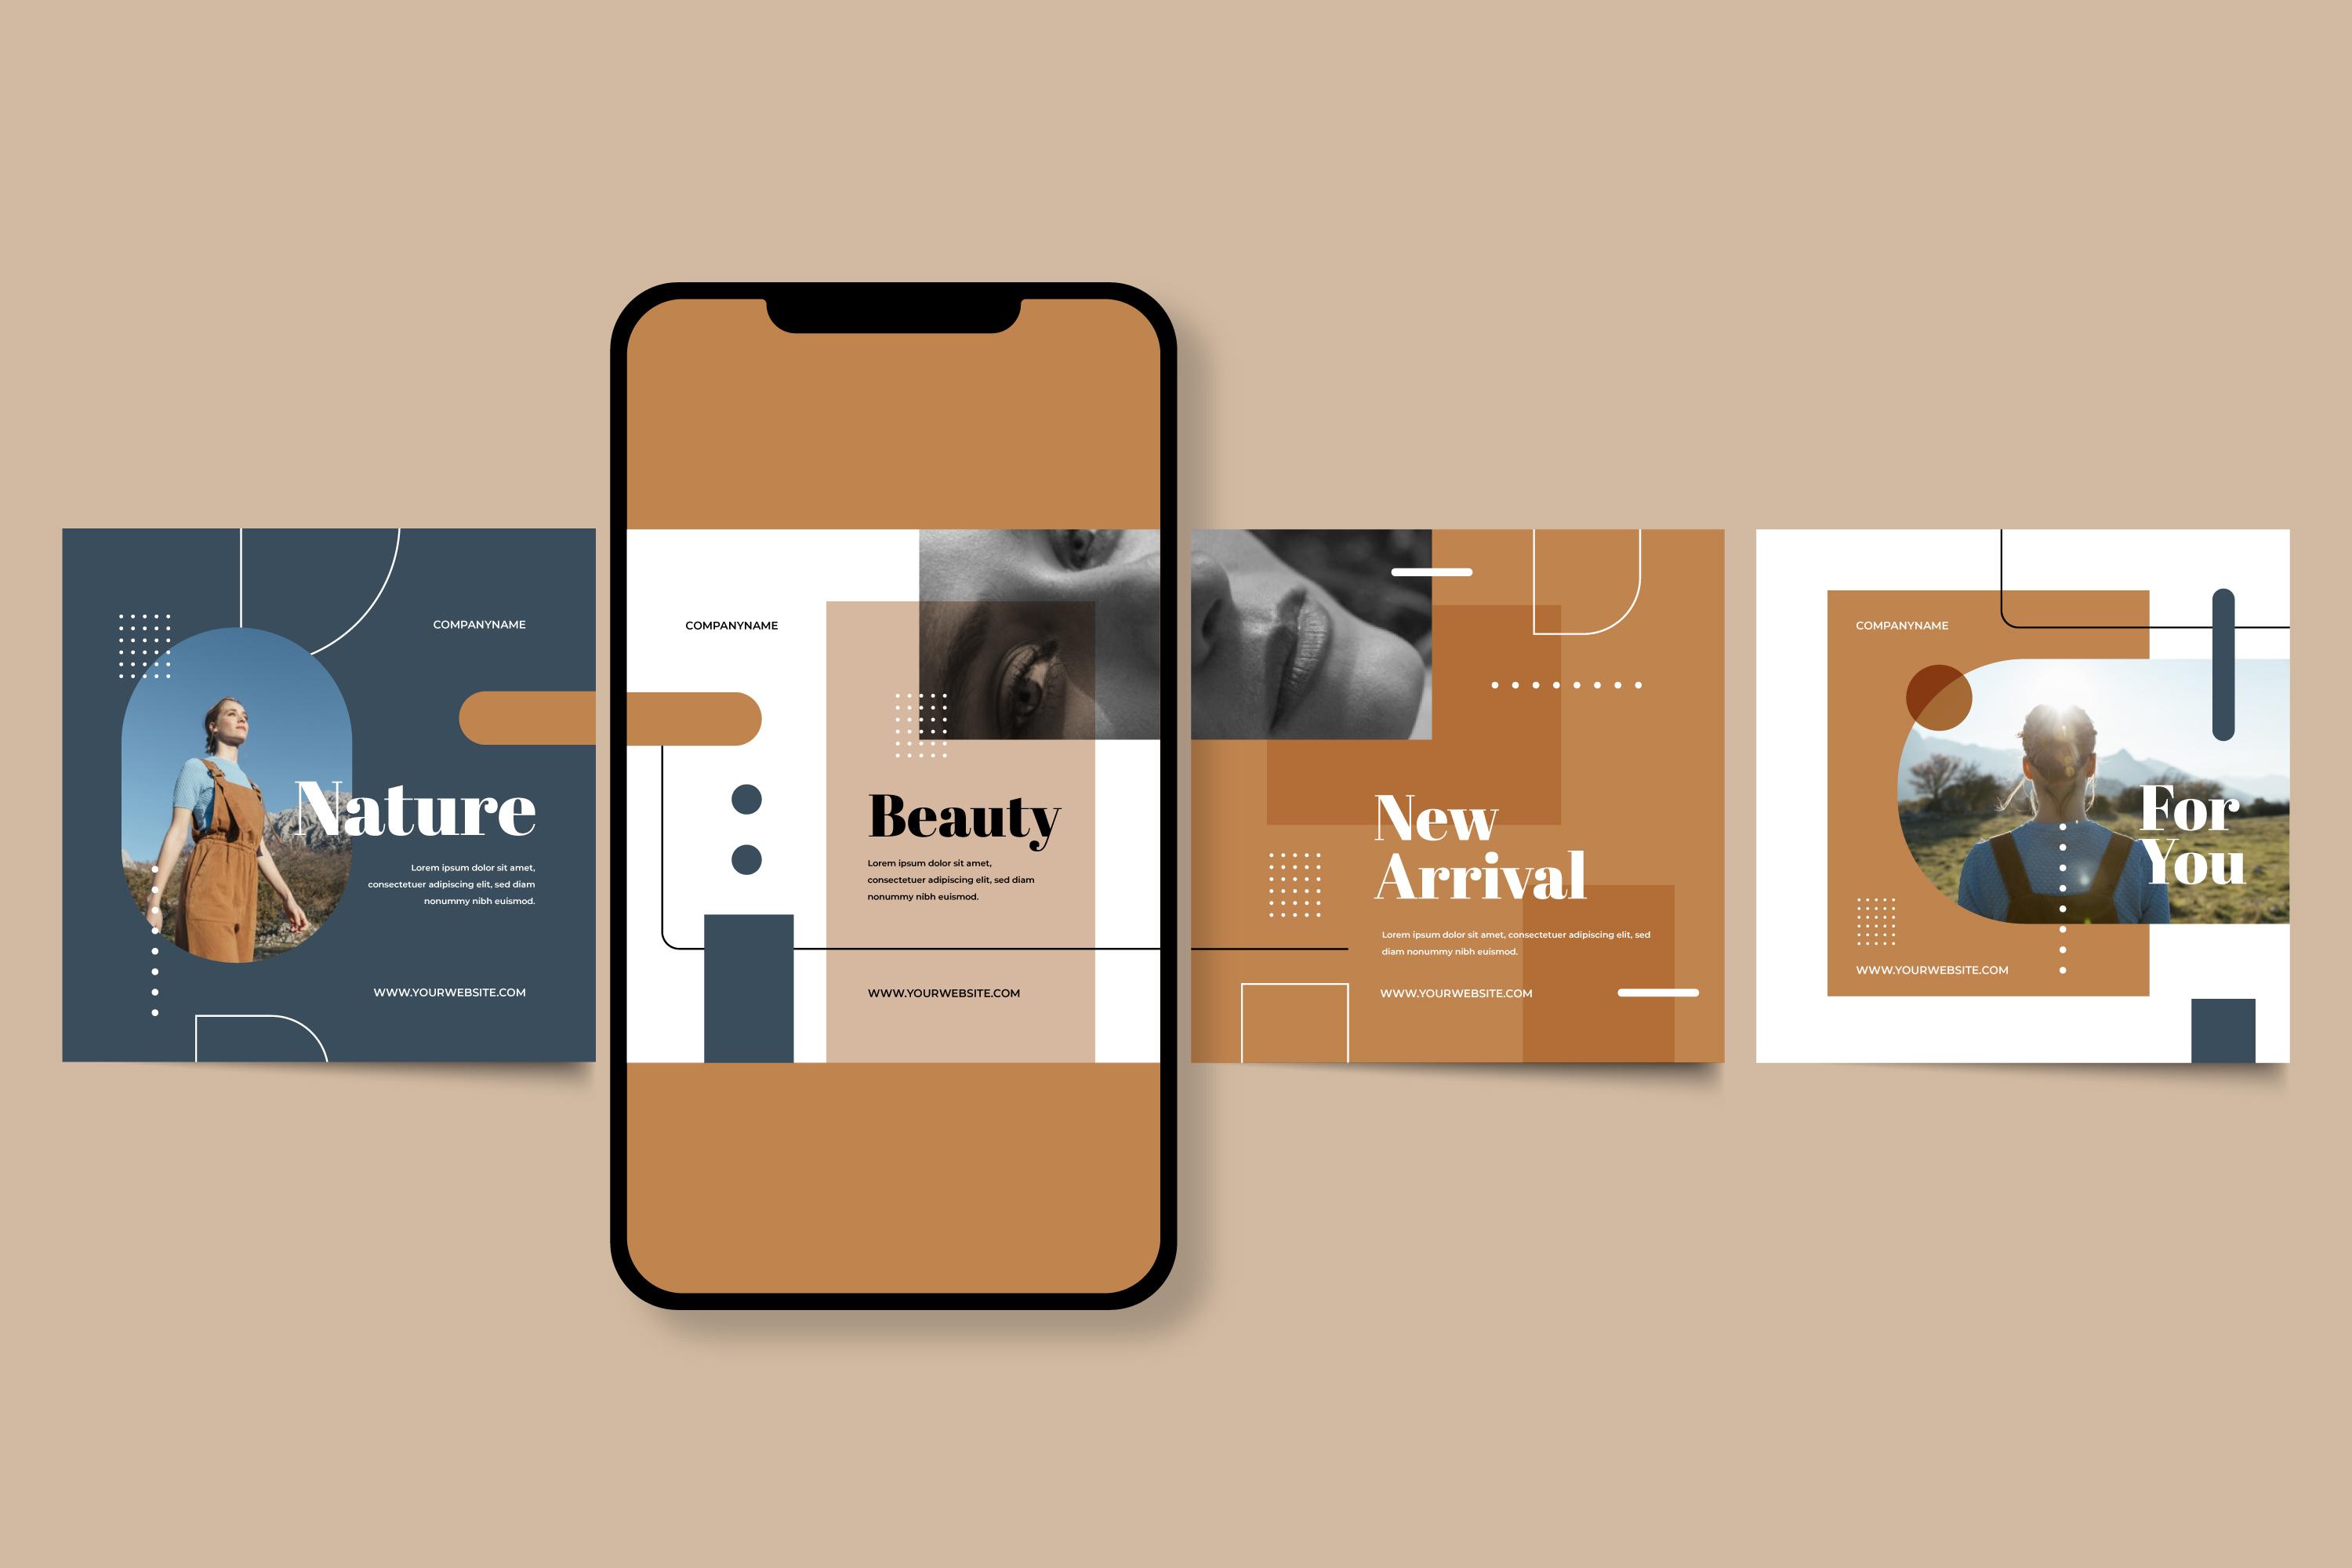 COMPANYNAME
Nature
Lorem ipsum dolor sit amet,
consectetuer adipiscing elit, sed diam
nonummy nibh euismod.
WWW.YOURWEBSITE.COM
COMPANYNAME
Beauty
Lorem ipsum dolor sit amet,
consectetuer adipiscing elit, sed diam
nonummy nibh euismod.
WWW.YOURWEBSITE.COM
New
Arrival
Lorem ipsum dolor sit amet, consectetuer adipiscing elit, sed
diam nonummy nibh euismod.
WWW.YOURWEBSITE.COM
COMPANYNAME
For
You
WWW.YOURWEBSITE.COM